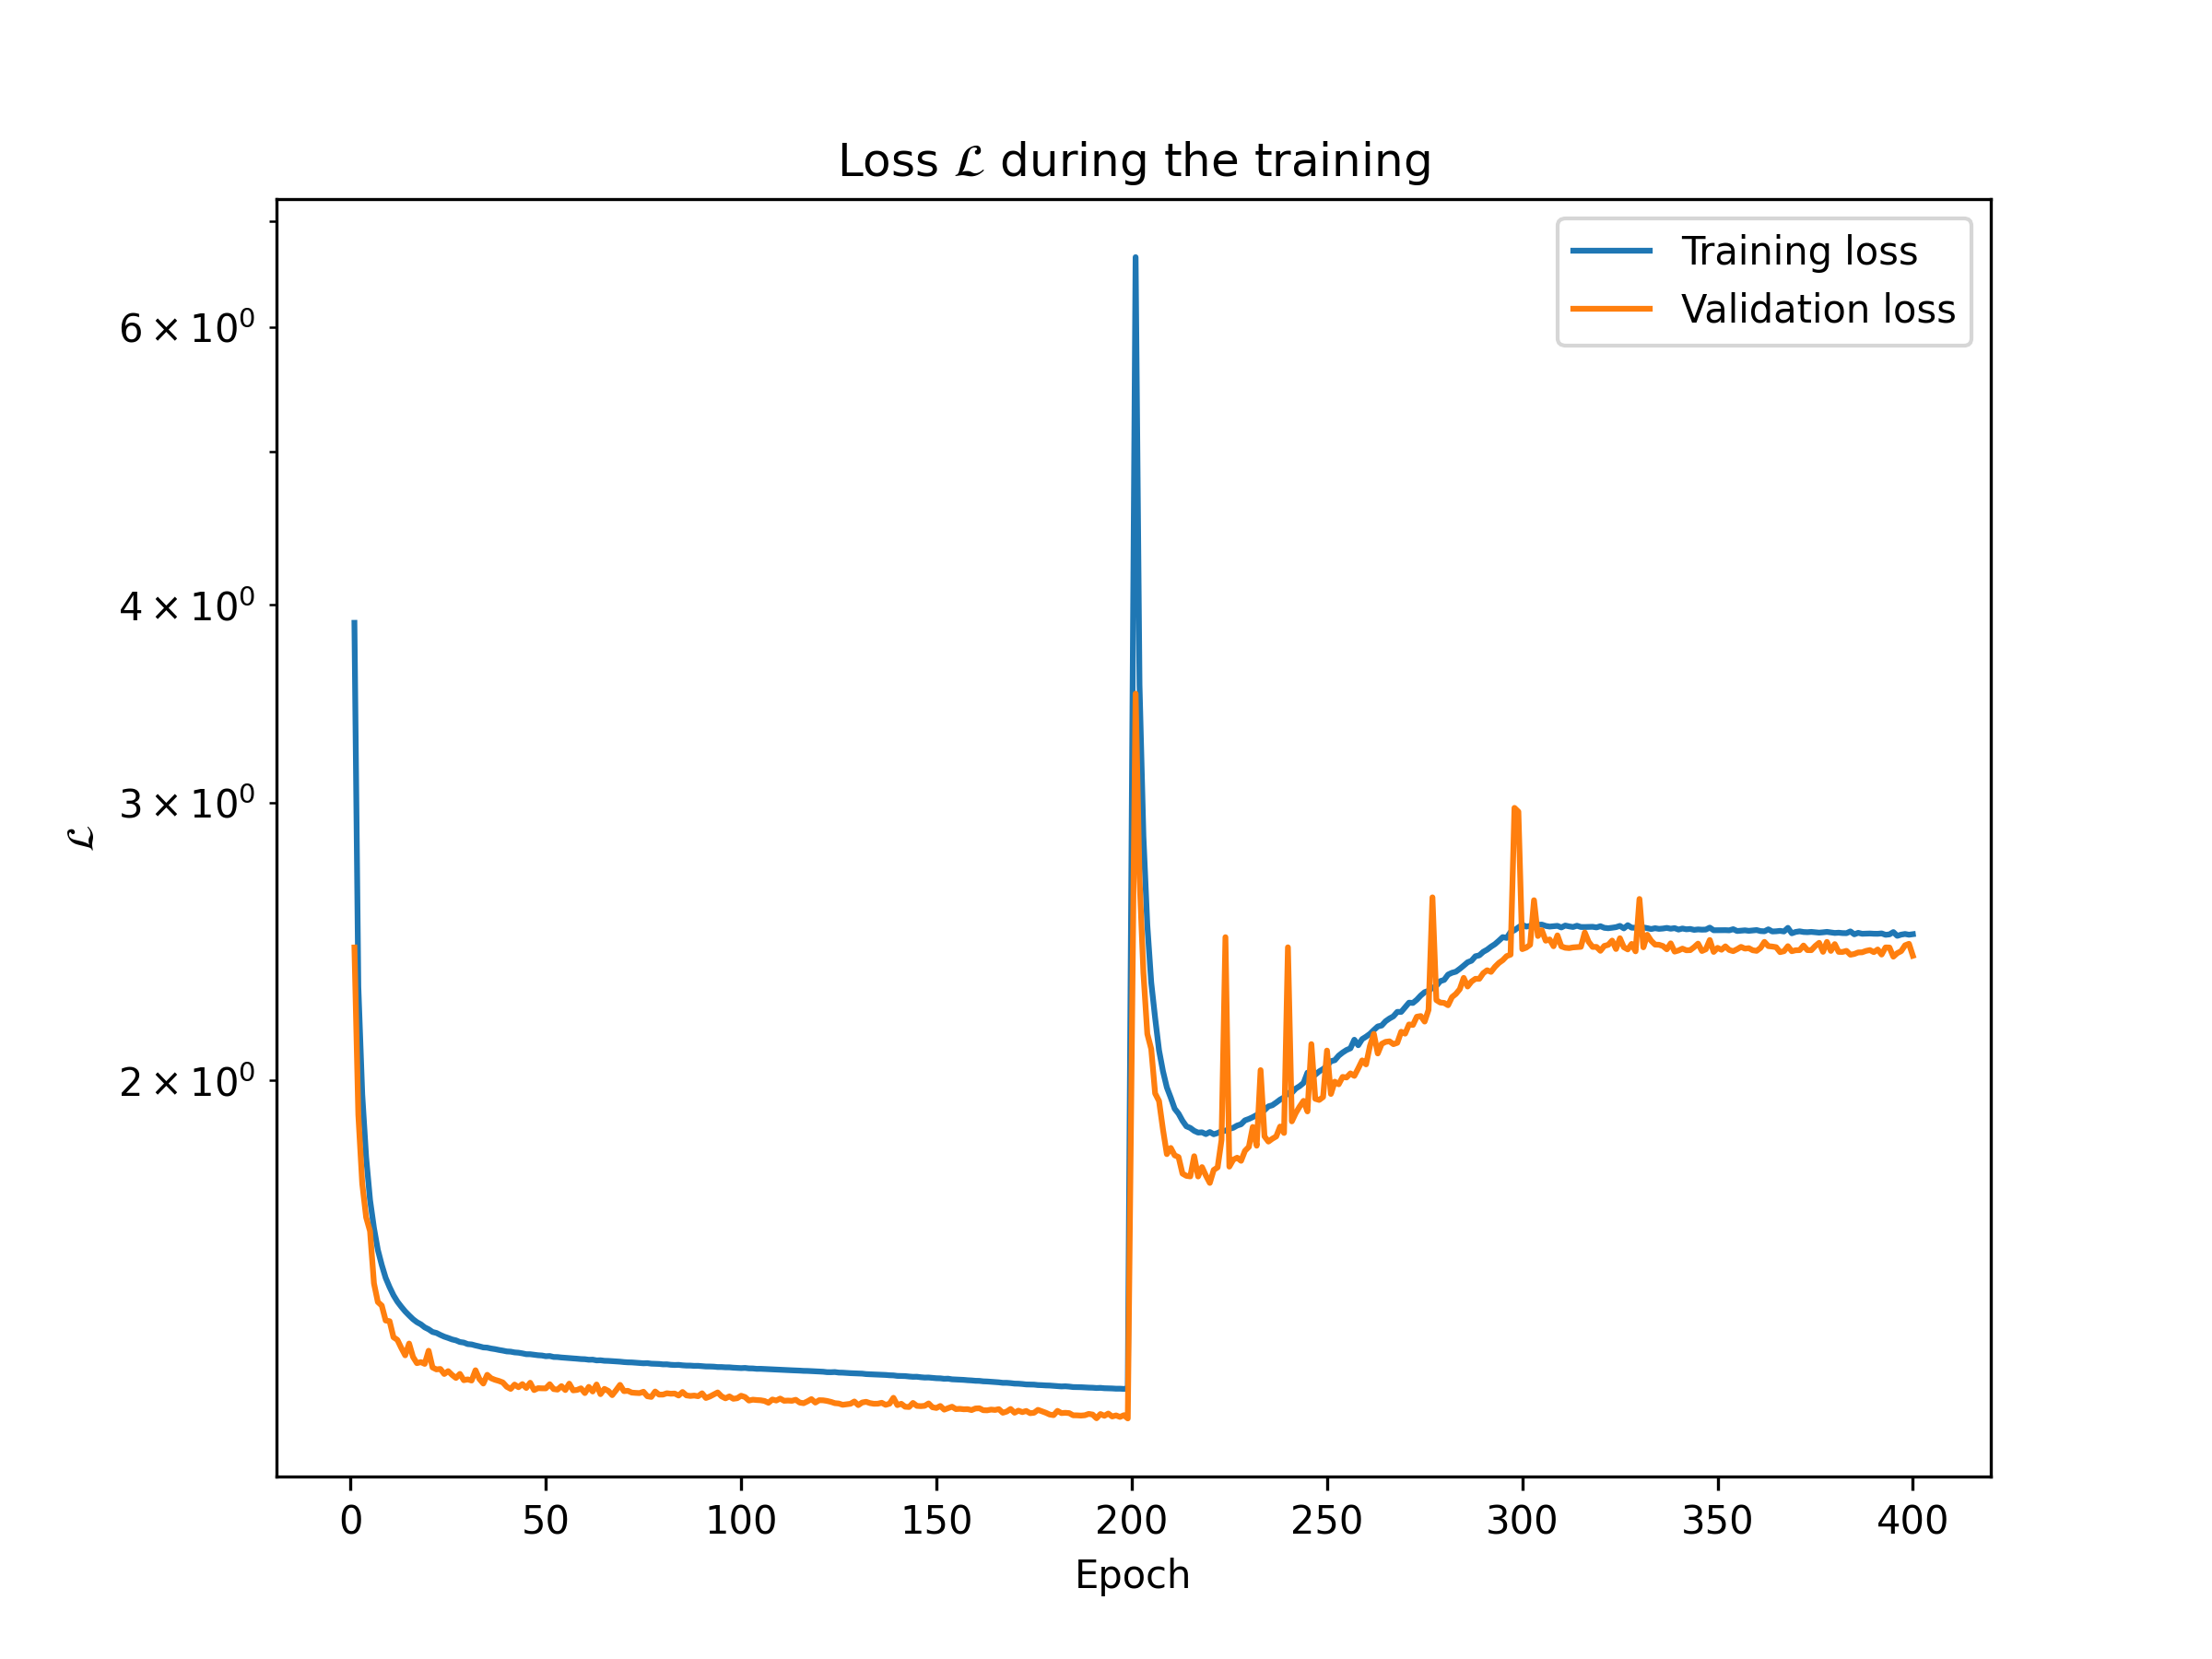 Loss ℒ during the training
Training loss
Validation loss
6 × 10⁰
4 × 10⁰
3 × 10⁰
2 × 10⁰
ℒ
0 50 100 150 200 250 300 350 400
Epoch